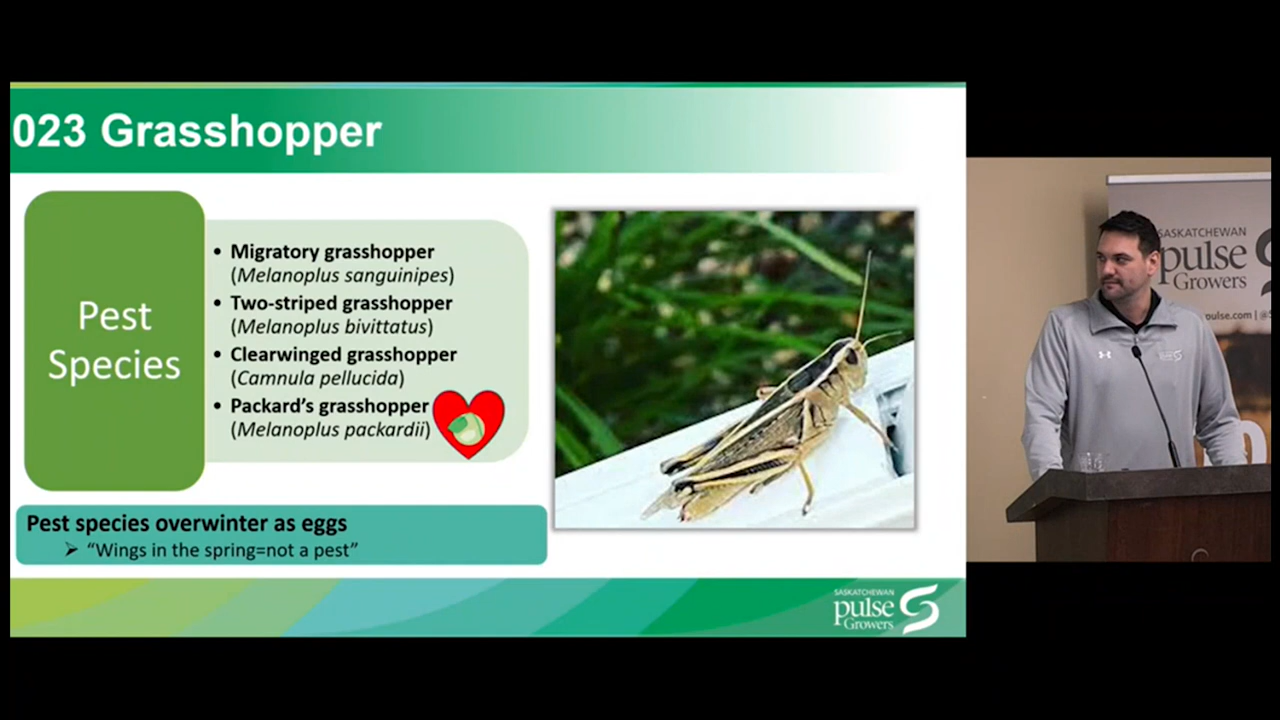 023 Grasshopper
Pest
Species
• Migratory grasshopper
(Melanoplus sanguinipes)
• Two-striped grasshopper
(Melanoplus bivittatus)
• Clearwinged grasshopper
(Camnula pellucida)
• Packard's grasshopper
(Melanoplus packardii)
Pest species overwinter as eggs
➢ “Wings in the spring=not a pest”
SASKATCHEWAN
pulse
Growers
SASKATCHEWAN
pulse
Growers
pulse.com | @S